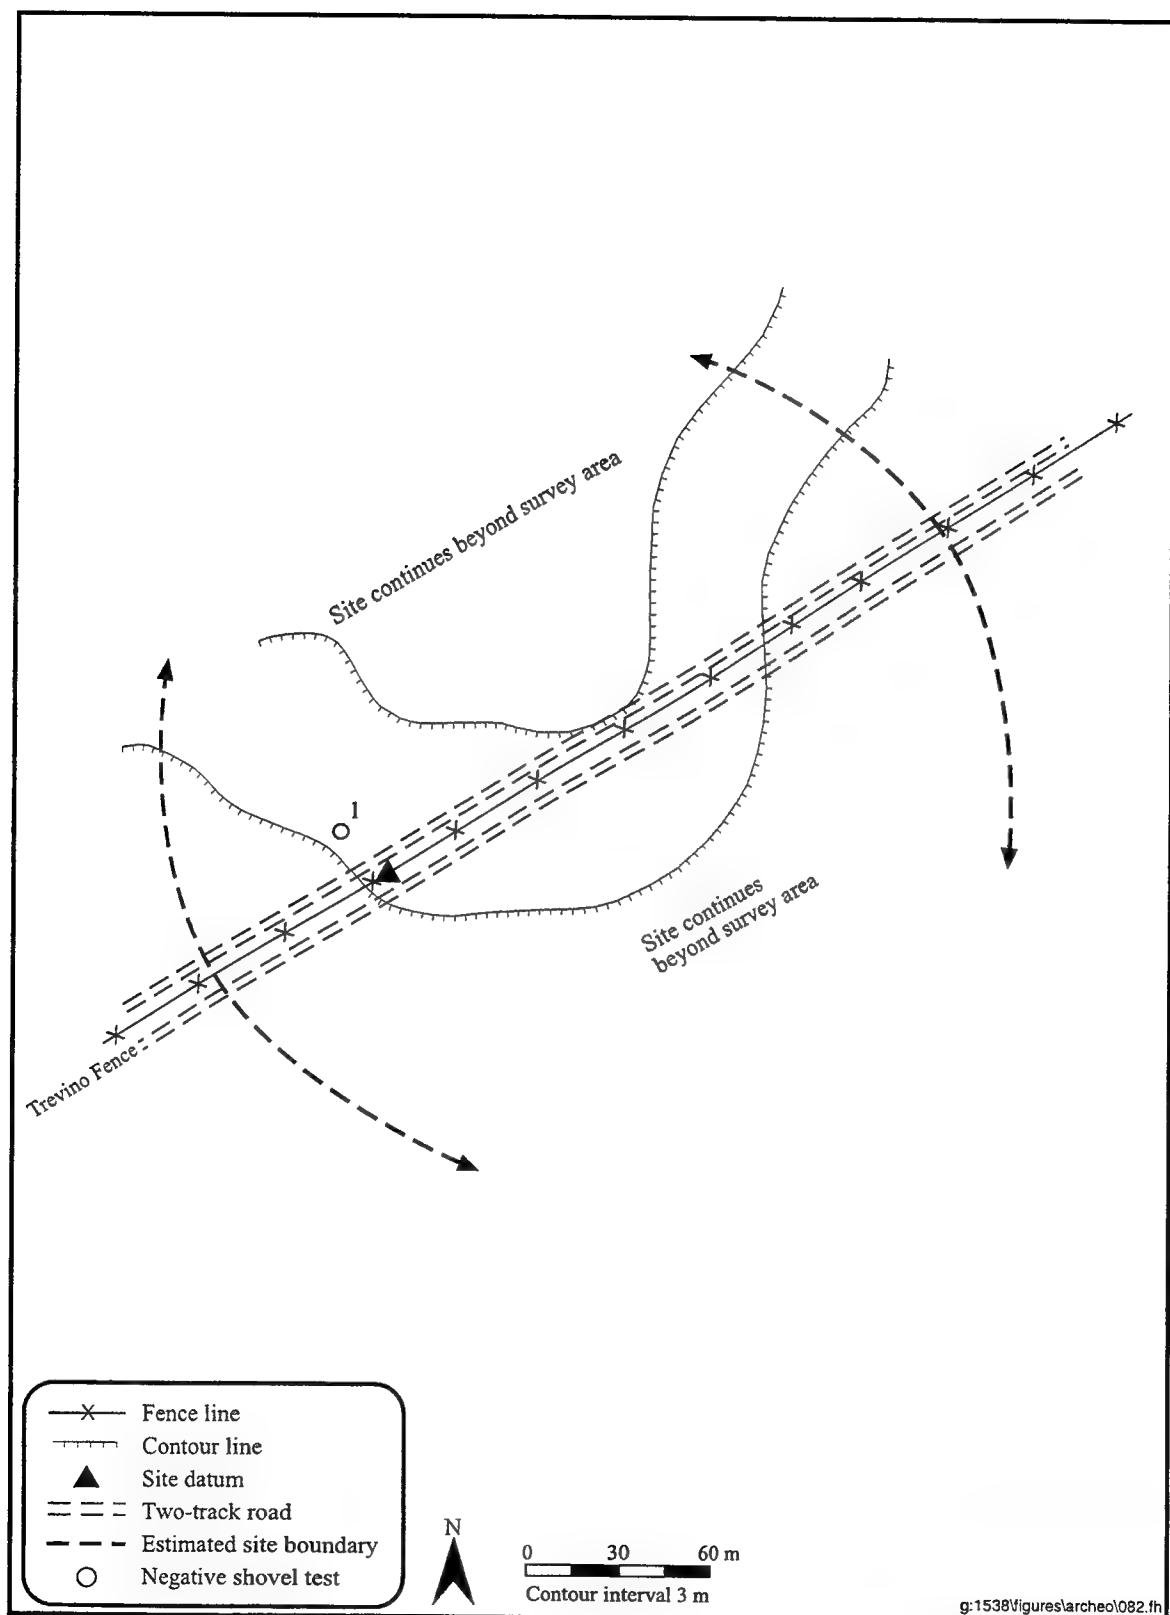 Site continues beyond survey area
1
Site continues
beyond survey area
Trevino Fence
Fence line
Contour line
Site datum
Two-track road
Estimated site boundary
Negative shovel test
N
0 30 60 m
Contour interval 3 m
g:1538\figures\archeo\082.fh